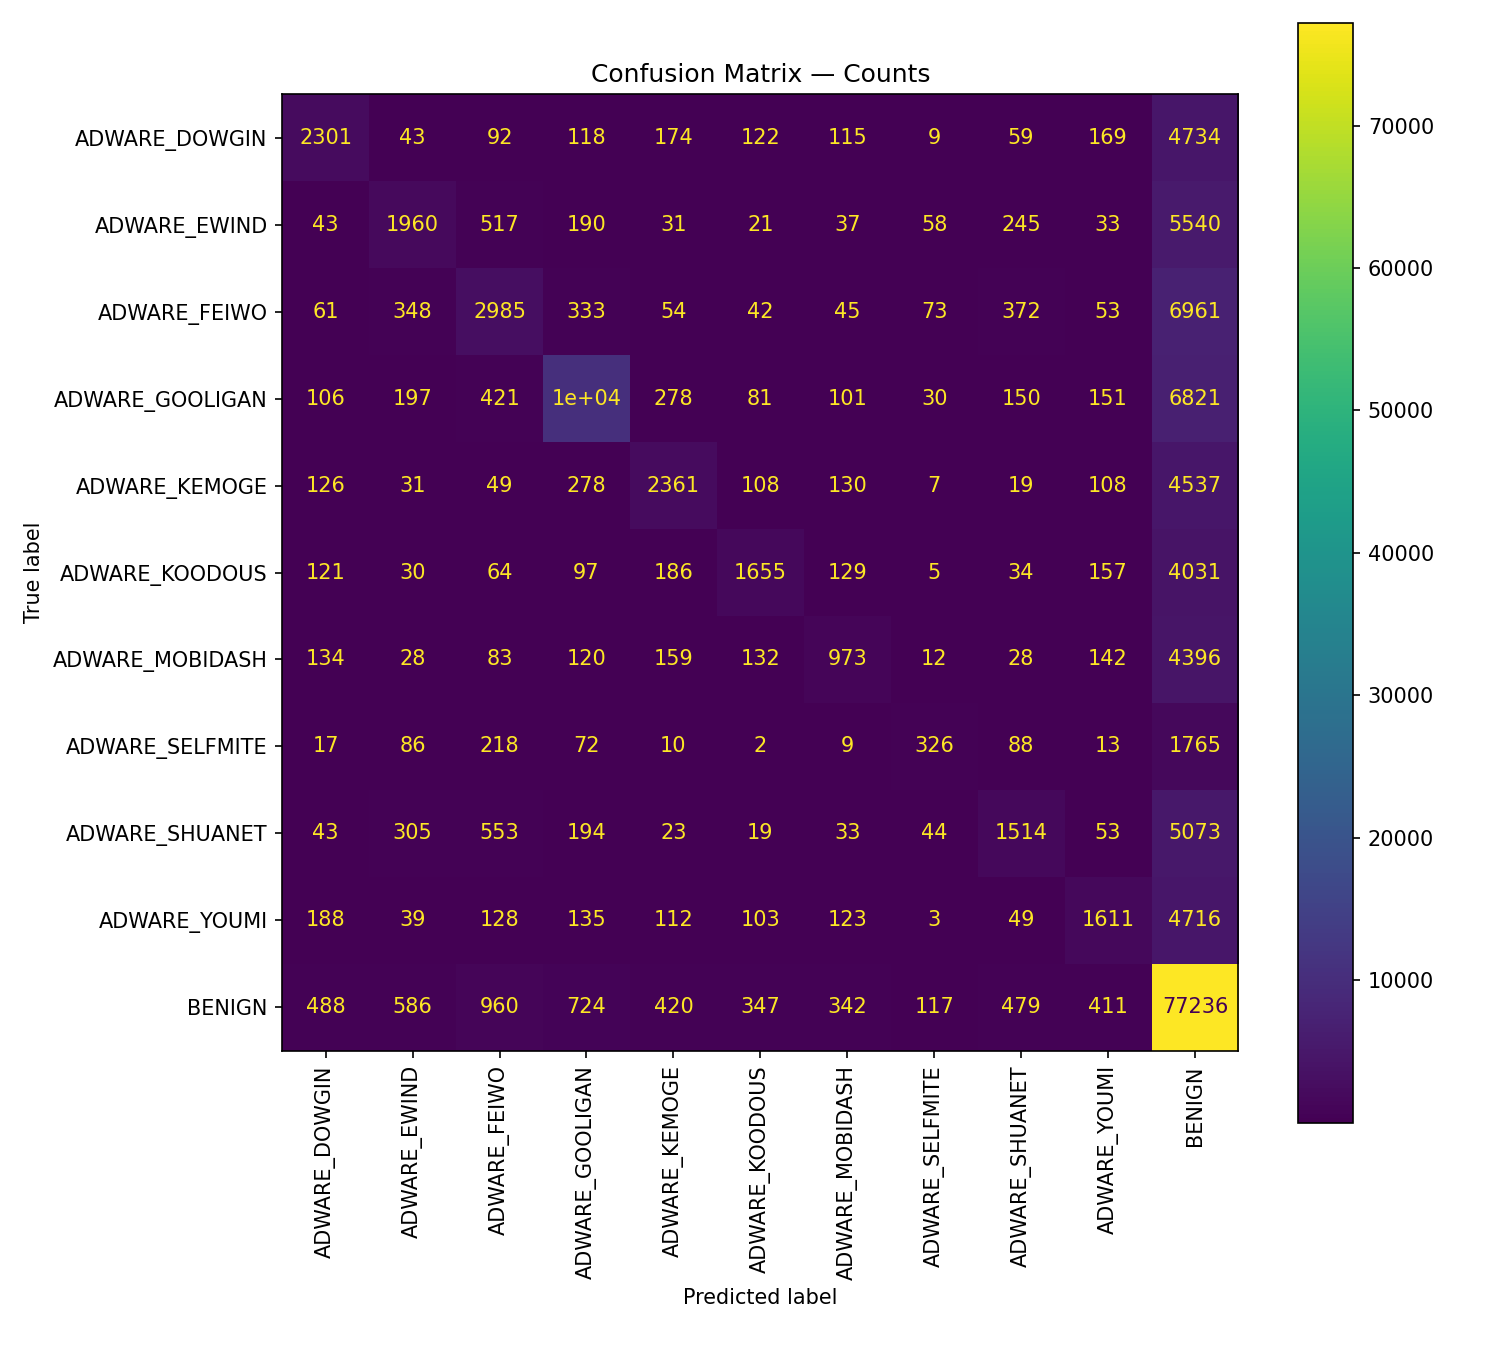 Confusion Matrix — Counts
True label
ADWARE_DOWGIN 2301 43 92 118 174 122 115 9 59 169 4734
ADWARE_EWIND 43 1960 517 190 31 21 37 58 245 33 5540
ADWARE_FEIWO 61 348 2985 333 54 42 45 73 372 53 6961
ADWARE_GOOLIGAN 106 197 421 1e+04 278 81 101 30 150 151 6821
ADWARE_KEMOGE 126 31 49 278 2361 108 130 7 19 108 4537
ADWARE_KOODOUS 121 30 64 97 186 1655 129 5 34 157 4031
ADWARE_MOBIDASH 134 28 83 120 159 132 973 12 28 142 4396
ADWARE_SELFMITE 17 86 218 72 10 2 9 326 88 13 1765
ADWARE_SHUANET 43 305 553 194 23 19 33 44 1514 53 5073
ADWARE_YOUMI 188 39 128 135 112 103 123 3 49 1611 4716
BENIGN 488 586 960 724 420 347 342 117 479 411 77236
ADWARE_DOWGIN
ADWARE_EWIND
ADWARE_FEIWO
ADWARE_GOOLIGAN
ADWARE_KEMOGE
ADWARE_KOODOUS
ADWARE_MOBIDASH
ADWARE_SELFMITE
ADWARE_SHUANET
ADWARE_YOUMI
BENIGN
Predicted label
70000
60000
50000
40000
30000
20000
10000